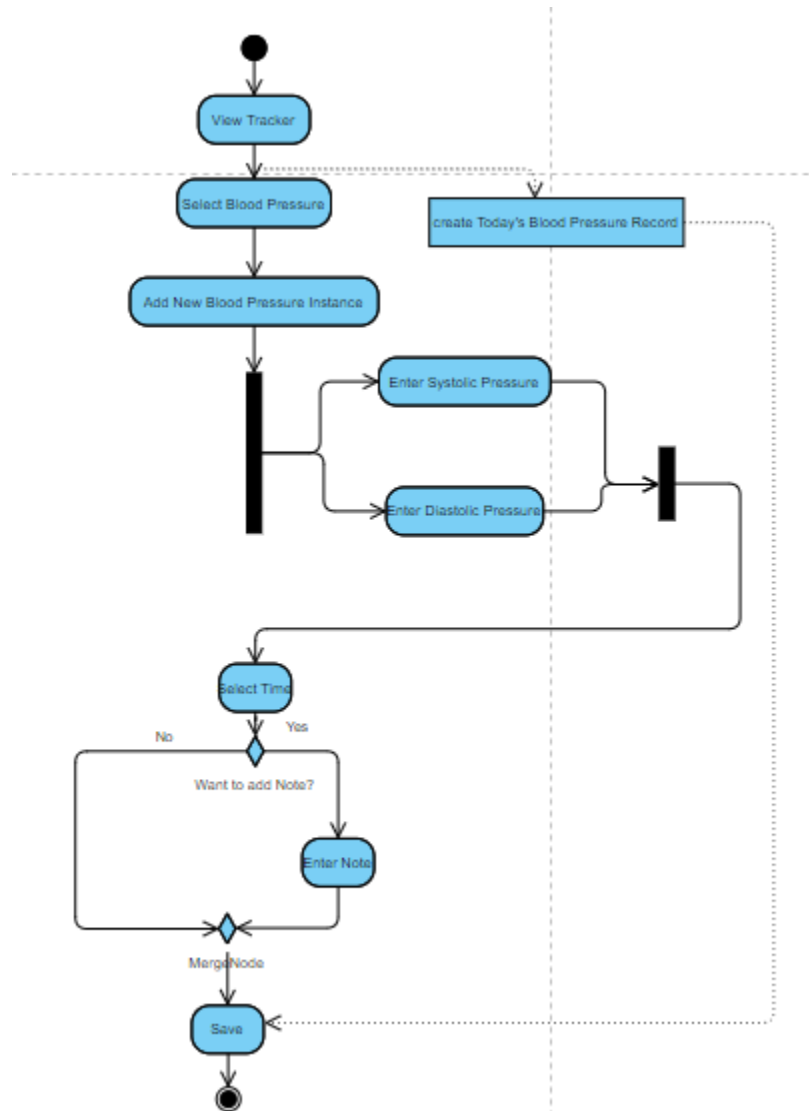 View Tracker
Select Blood Pressure
create Today's Blood Pressure Record
Add New Blood Pressure Instance
Enter Systolic Pressure
Enter Diastolic Pressure
Select Time
No
Yes
Want to add Note?
Enter Note
MergeNode
Save